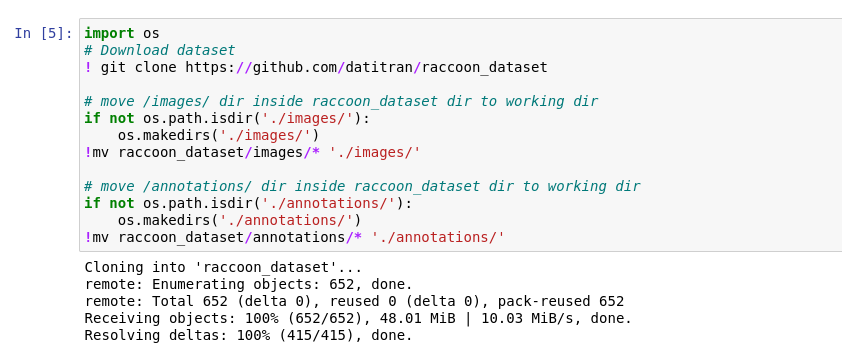 In [5]: import os
# Download dataset
! git clone https://github.com/datitran/raccoon_dataset
# move /images/ dir inside raccoon_dataset dir to working dir
if not os.path.isdir('./images/'):
    os.makedirs('./images/')
!mv raccoon_dataset/images/* './images/'
# move /annotations/ dir inside raccoon_dataset dir to working dir
if not os.path.isdir('./annotations/'):
    os.makedirs('./annotations/')
!mv raccoon_dataset/annotations/* './annotations/'
Cloning into 'raccoon_dataset'...
remote: Enumerating objects: 652, done.
remote: Total 652 (delta 0), reused 0 (delta 0), pack-reused 652
Receiving objects: 100% (652/652), 48.01 MiB | 10.03 MiB/s, done.
Resolving deltas: 100% (415/415), done.